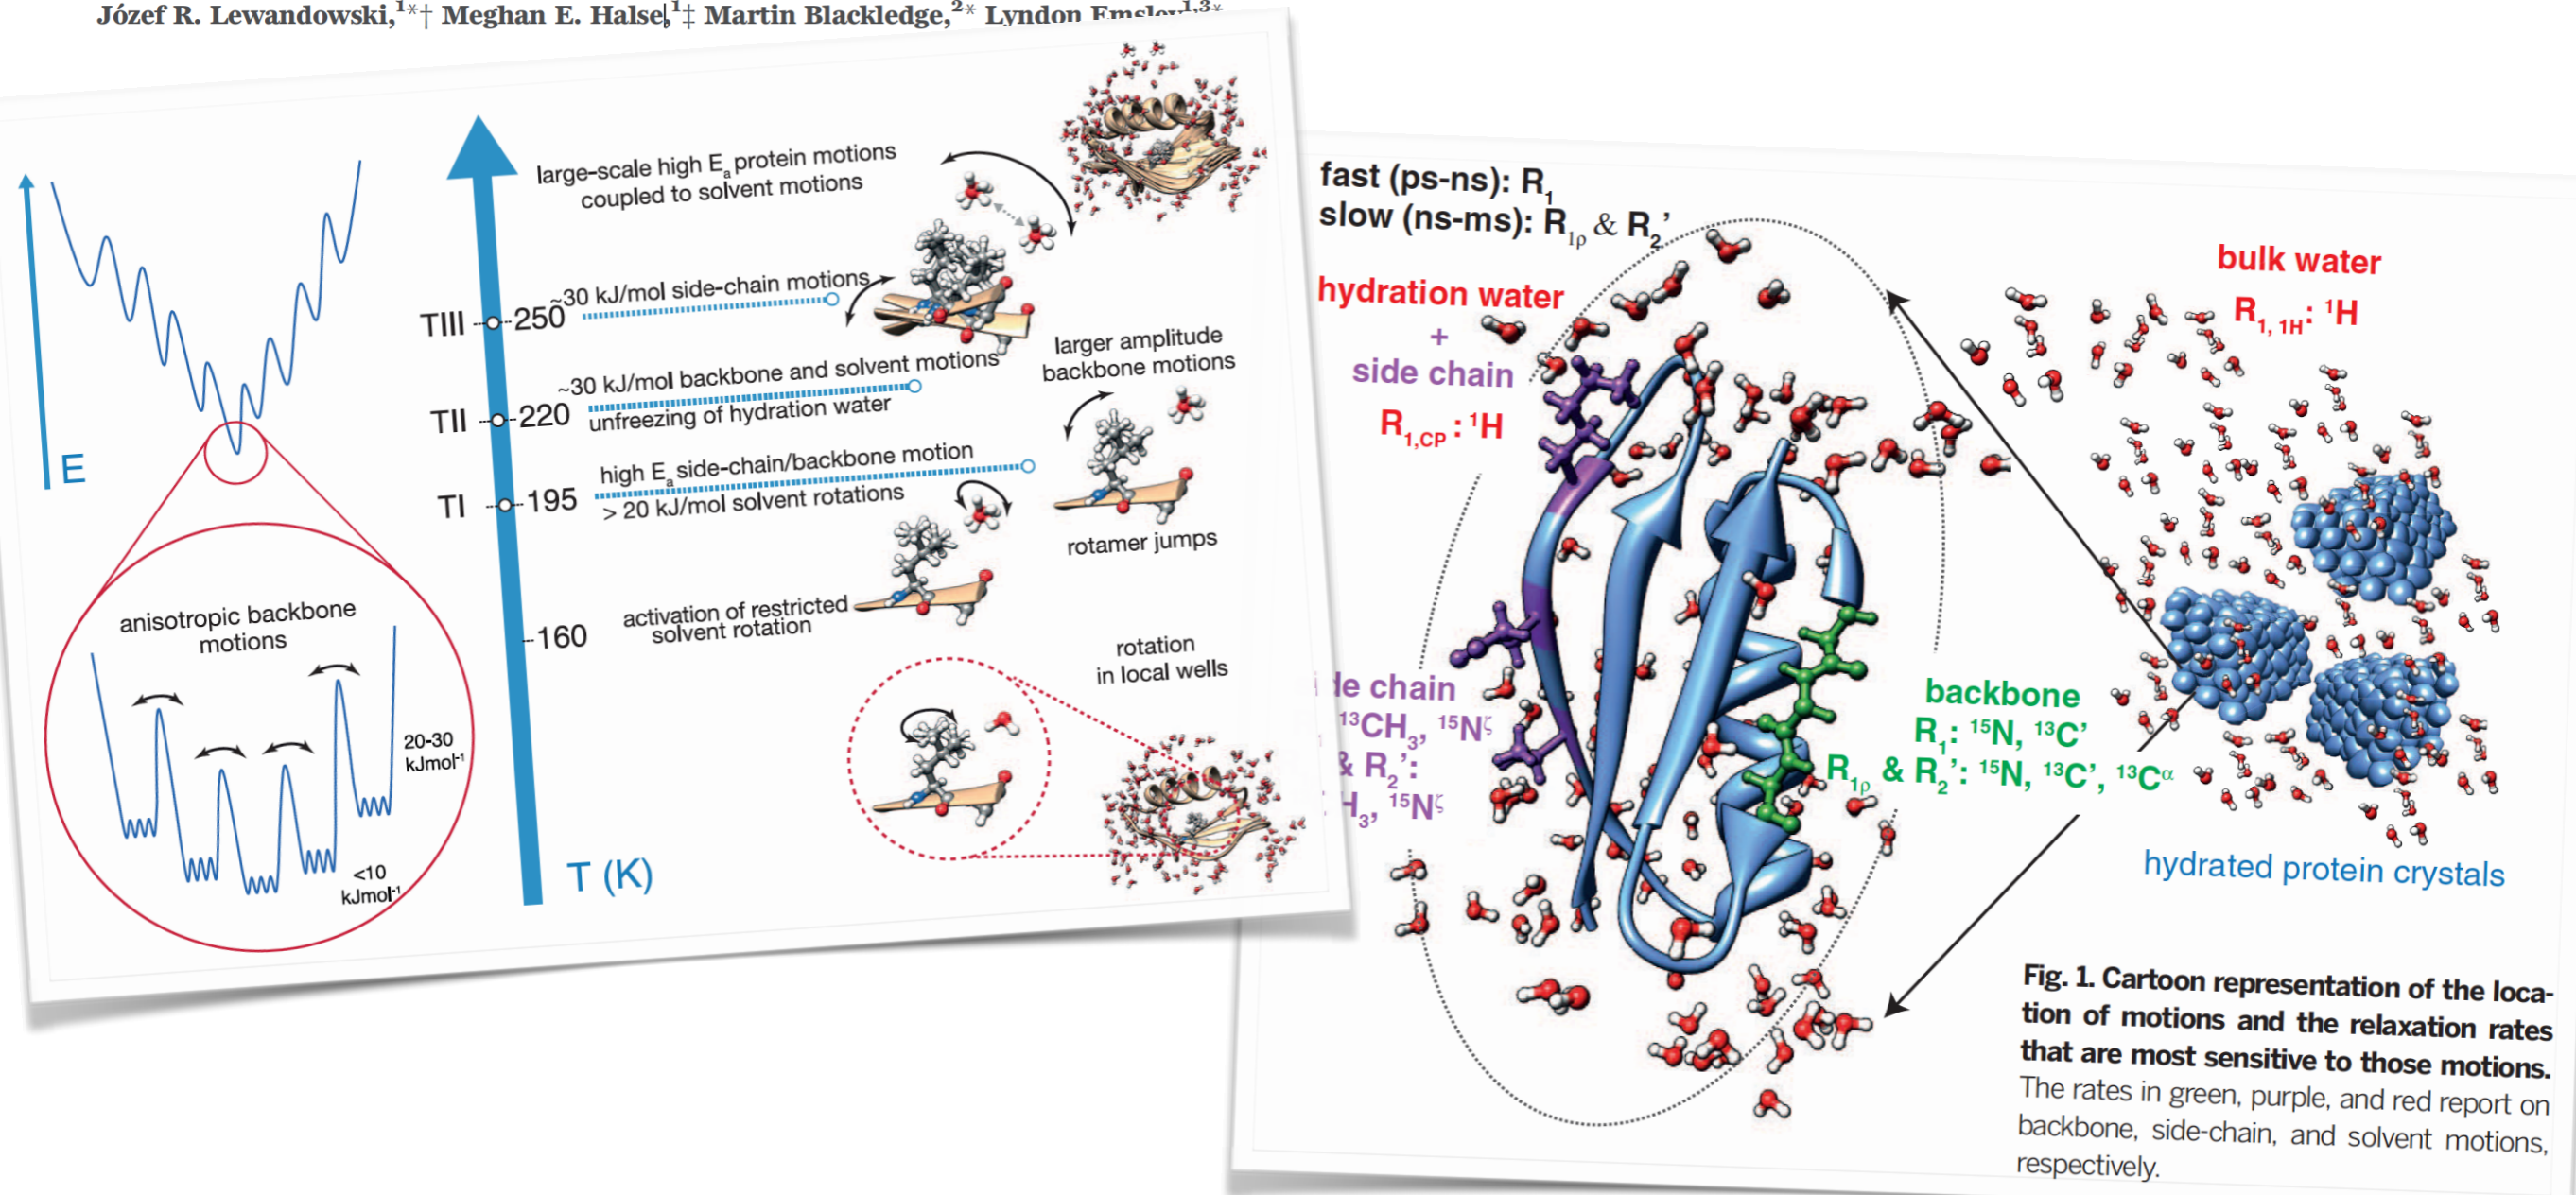 Józef R. Lewandowski,¹*† Meghan E. Halse,¹‡ Martin Blackledge,²* Lyndon Emsley¹,³*
large-scale high Eₐ protein motions
coupled to solvent motions
~30 kJ/mol side-chain motions
TIII
250
larger amplitude
backbone motions
~30 kJ/mol backbone and solvent motions
TII
220
unfreezing of hydration water
E
high Eₐ side-chain/backbone motion
TI
195
> 20 kJ/mol solvent rotations
rotamer jumps
anisotropic backbone
motions
activation of restricted
solvent rotation
160
rotation
in local wells
20-30
kJmol⁻¹
<10
kJmol⁻¹
T (K)
fast (ps-ns): R₁
slow (ns-ms): R₁ρ & R₂’
hydration water
+
side chain
R₁,CP : ¹H
bulk water
R₁, ₁H: ¹H
de chain
¹³CH₃, ¹⁵Nζ
& R₂’:
H₃, ¹⁵Nζ
backbone
R₁: ¹⁵N, ¹³C’
R₁ρ & R₂’: ¹⁵N, ¹³C’, ¹³Cα
hydrated protein crystals
Fig. 1. Cartoon representation of the loca-
tion of motions and the relaxation rates
that are most sensitive to those motions.
The rates in green, purple, and red report on
backbone, side-chain, and solvent motions,
respectively.